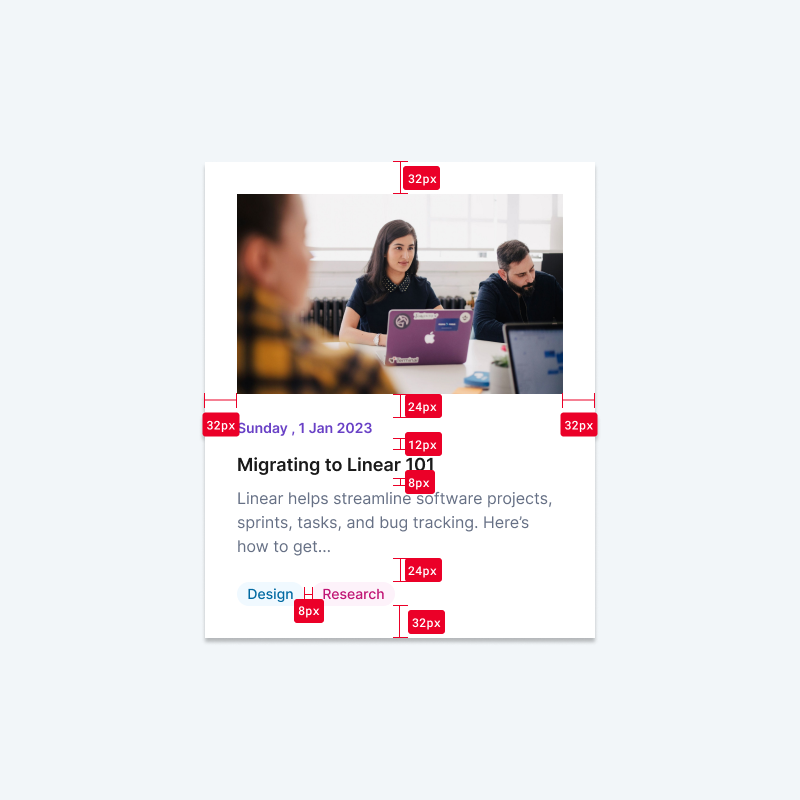 32px
24px
32px
32px
Sunday , 1 Jan 2023
12px
Migrating to Linear 101
8px
Linear helps streamline software projects,
sprints, tasks, and bug tracking. Here’s
how to get...
24px
Design
Research
8px
32px